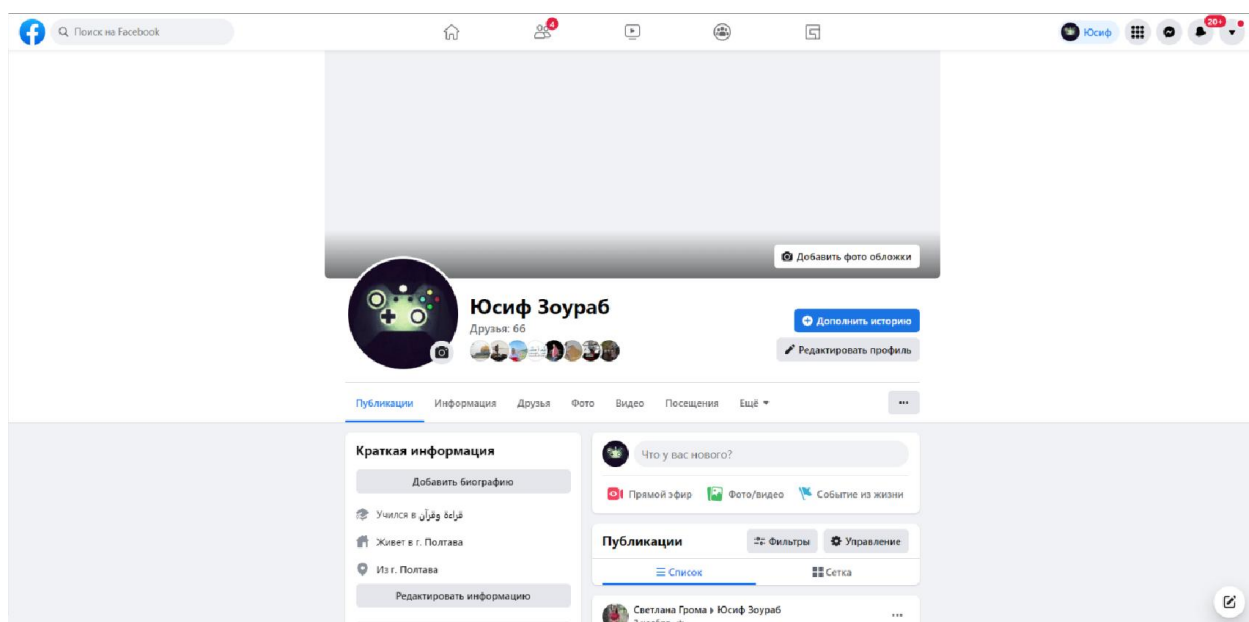 Поиск на Facebook
4
Юсиф
20+
Добавить фото обложки
Юсиф Зоураб
Друзья: 66
Дополнить историю
Редактировать профиль
Публикации Информация Друзья Фото Видео Посещения Ещё
Краткая информация
Добавить биографию
Учился в قراءة وقرآن
Живет в г. Полтава
Из г. Полтава
Редактировать информацию
Что у вас нового?
Прямой эфир Фото/видео Событие из жизни
Публикации Фильтры Управление
Список Сетка
Светлана Грома ▸ Юсиф Зоураб